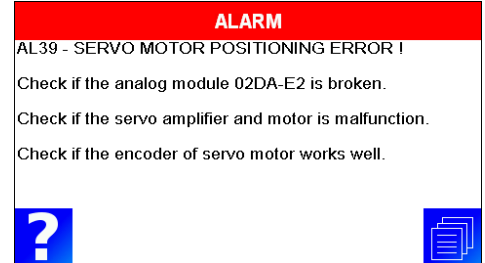 ALARM
AL39 - SERVO MOTOR POSITIONING ERROR !
Check if the analog module 02DA-E2 is broken.
Check if the servo amplifier and motor is malfunction.
Check if the encoder of servo motor works well.
?